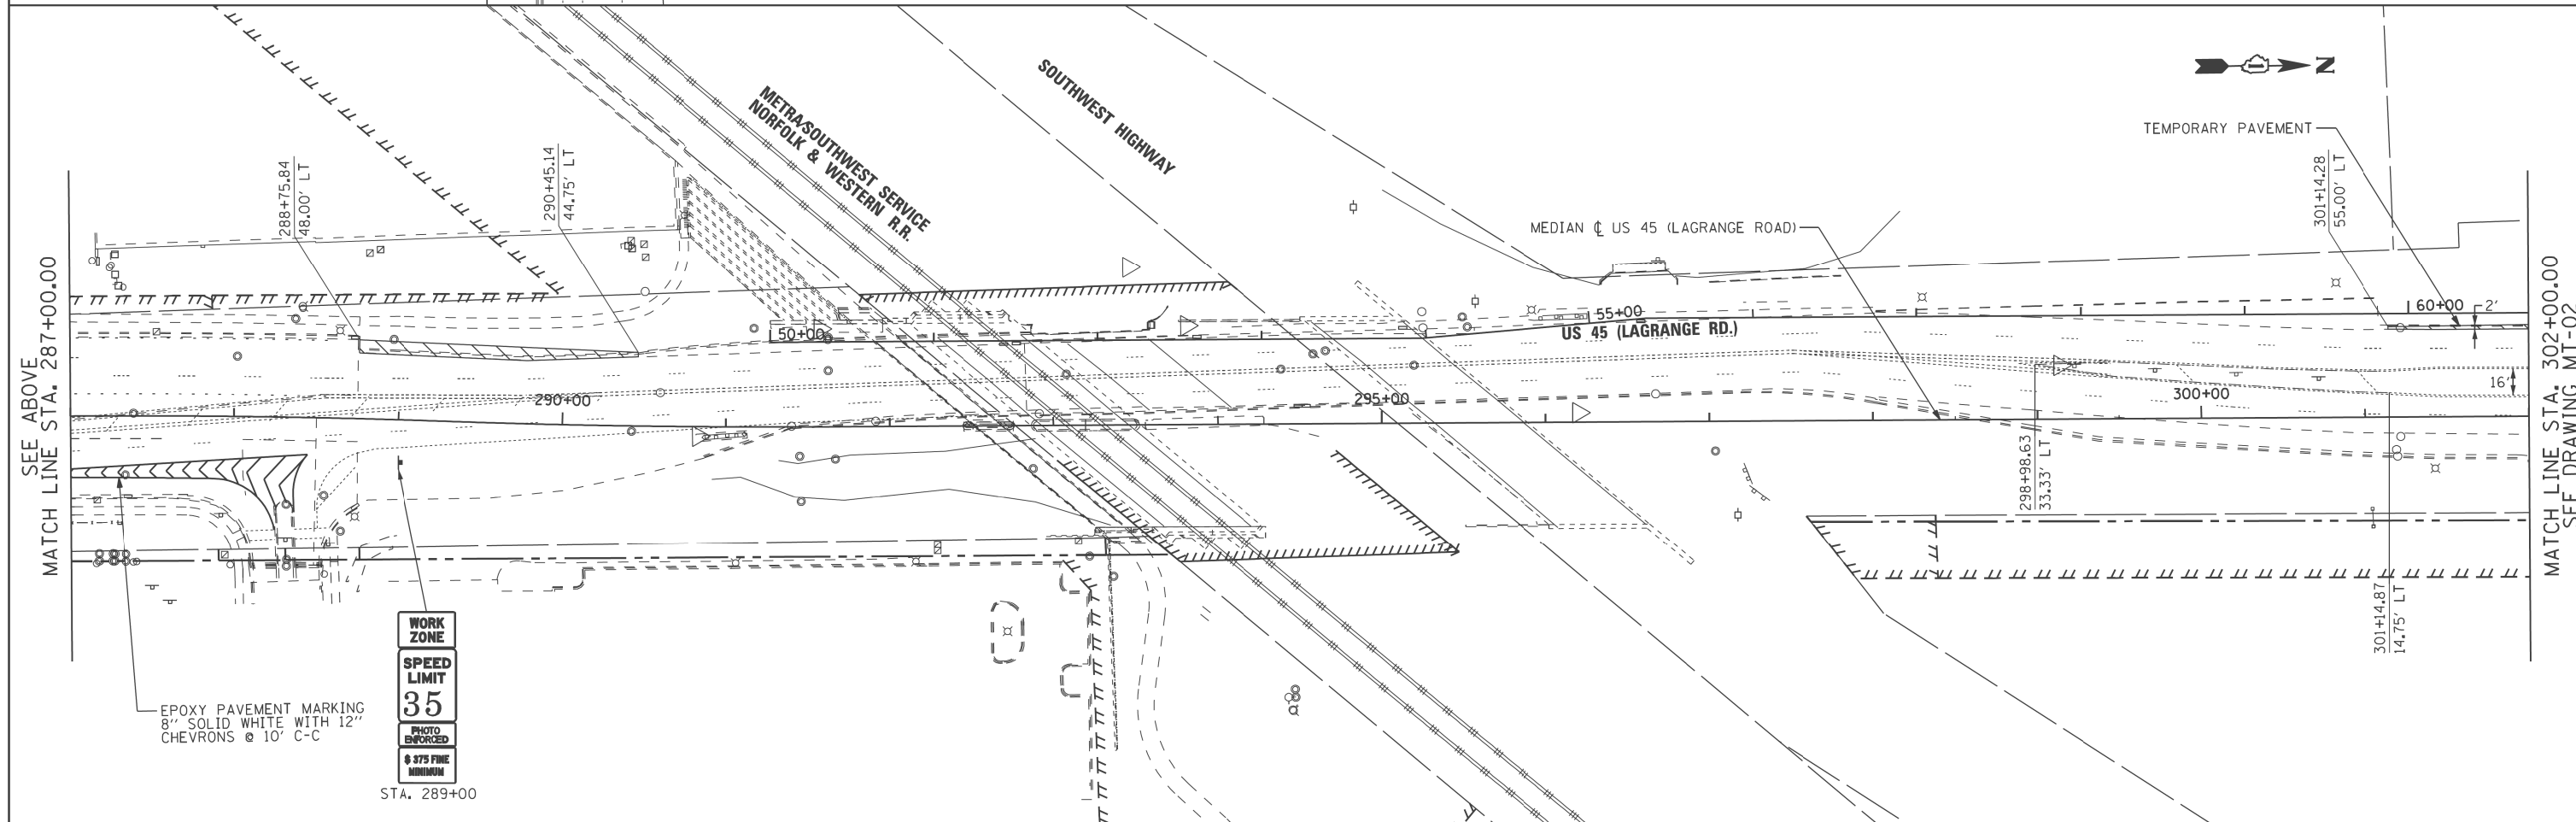 SEE ABOVE
MATCH LINE STA. 287+00.00
288+75.84
48.00' LT
290+45.14
44.75' LT
METRA/SOUTHWEST SERVICE
NORFOLK & WESTERN R.R.
SOUTHWEST HIGHWAY
N
TEMPORARY PAVEMENT
301+14.28
55.00' LT
MEDIAN ℄ US 45 (LAGRANGE ROAD)
50+00
55+00
US 45 (LAGRANGE RD.)
60+00
2'
16'
290+00
295+00
300+00
298+98.63
33.33' LT
301+14.87
14.75' LT
MATCH LINE STA. 302+00.00
SEE DRAWING MT-02
EPOXY PAVEMENT MARKING
8" SOLID WHITE WITH 12"
CHEVRONS @ 10' C-C
WORK
ZONE
SPEED
LIMIT
35
PHOTO
ENFORCED
$ 375 FINE
MINIMUM
STA. 289+00